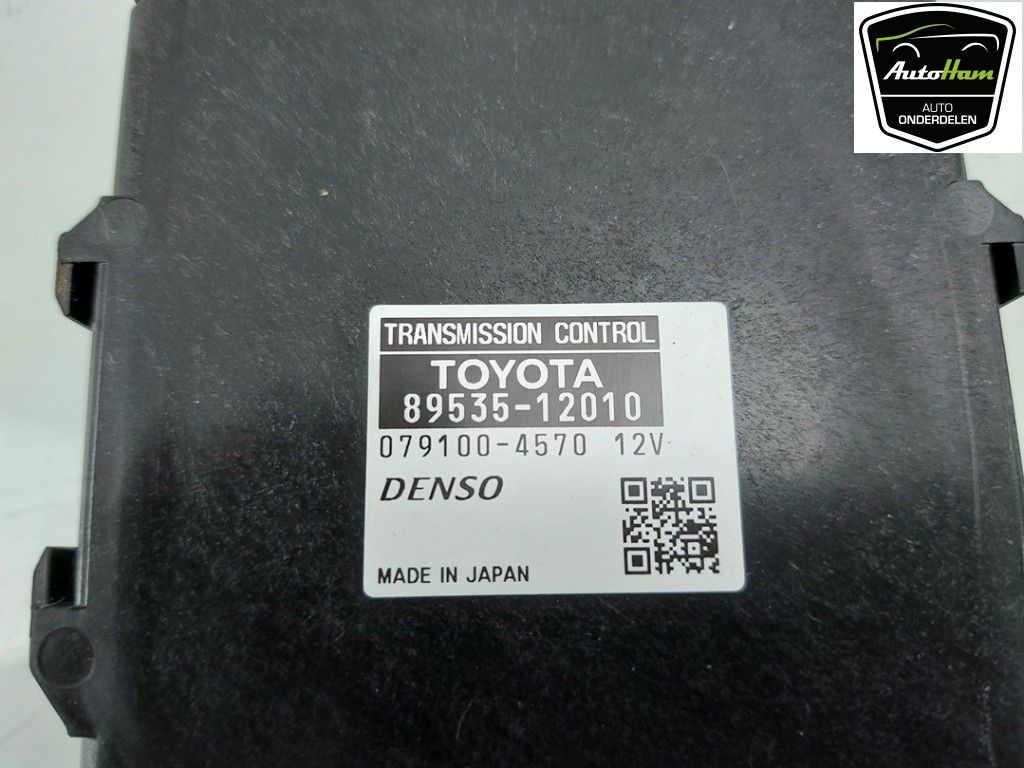 AutoHam
AUTO
ONDERDELEN
TRANSMISSION CONTROL
TOYOTA
89535-12010
079100-4570 12V
DENSO
MADE IN JAPAN